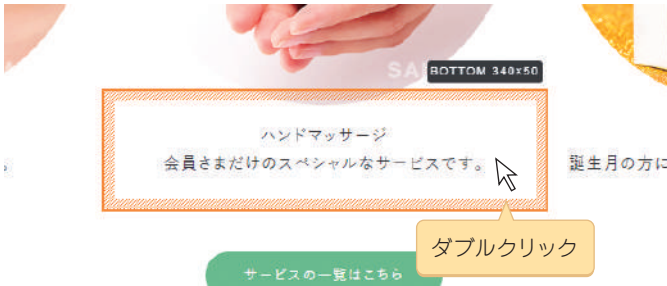 SA
BOTTOM 340x50
ハンドマッサージ
会員さまだけのスペシャルなサービスです。
。
誕生月の方に
ダブルクリック
サービスの一覧はこちら